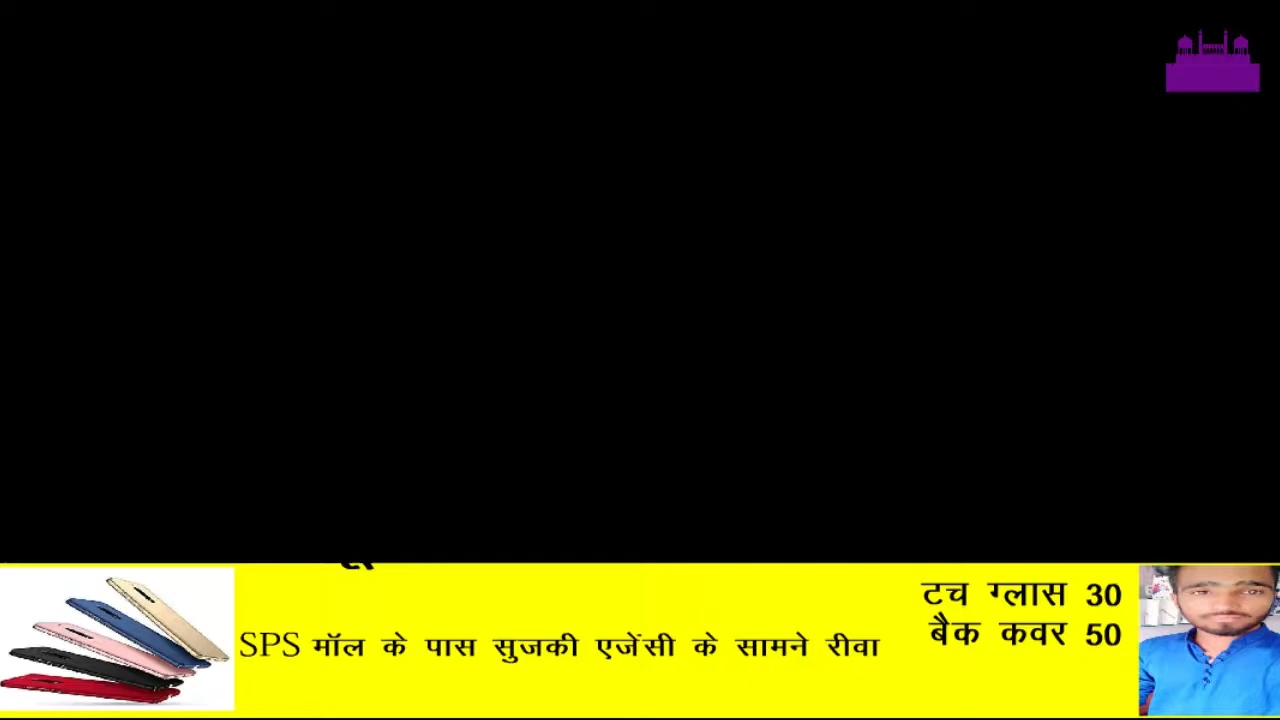 SPS मॉल के पास सुजकी एजेंसी के सामने रीवा
टच ग्लास 30
बैक कवर 50